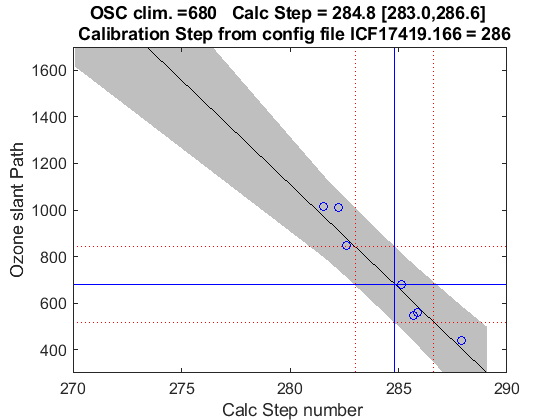 OSC clim. =680   Calc Step = 284.8 [283.0,286.6]
Calibration Step from config file ICF17419.166 = 286
1600
1400
1200
1000
800
600
400
Ozone slant Path
270 275 280 285 290
Calc Step number